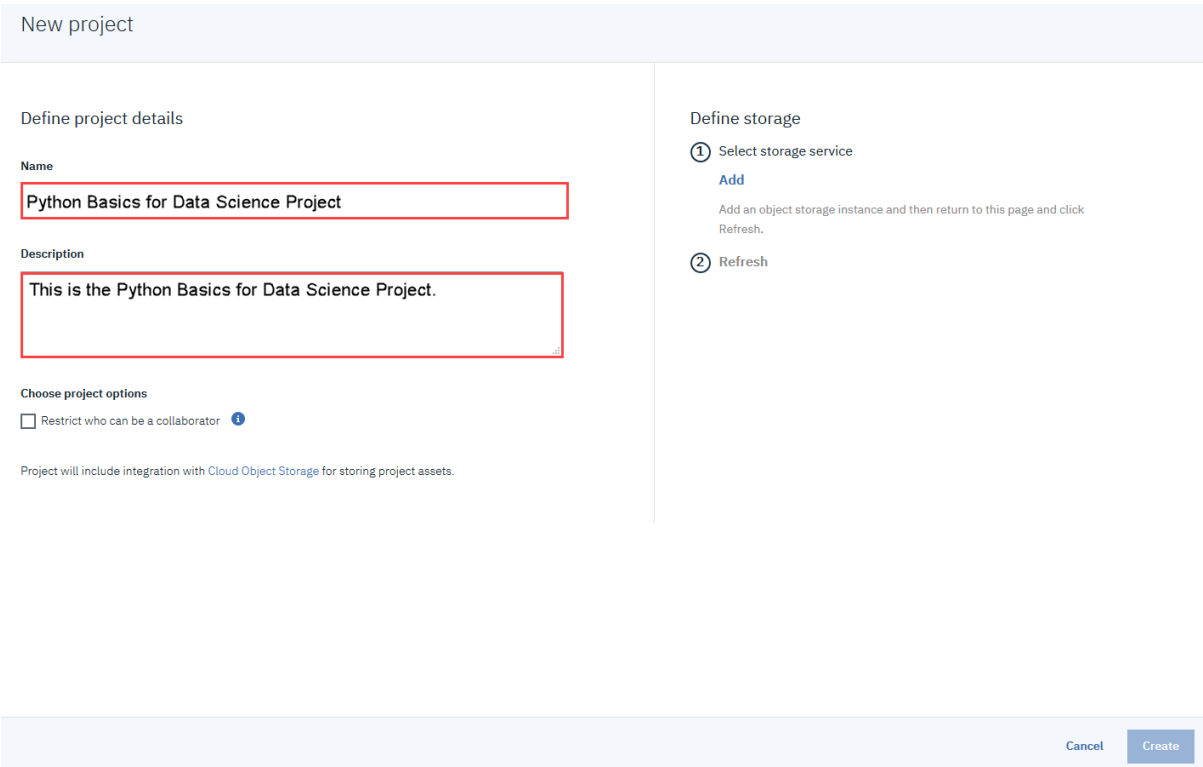 New project
Define project details
Name
Python Basics for Data Science Project
Description
This is the Python Basics for Data Science Project.
Choose project options
Restrict who can be a collaborator i
Project will include integration with Cloud Object Storage for storing project assets.
Define storage
1 Select storage service
Add
Add an object storage instance and then return to this page and click
Refresh.
2 Refresh
Cancel Create